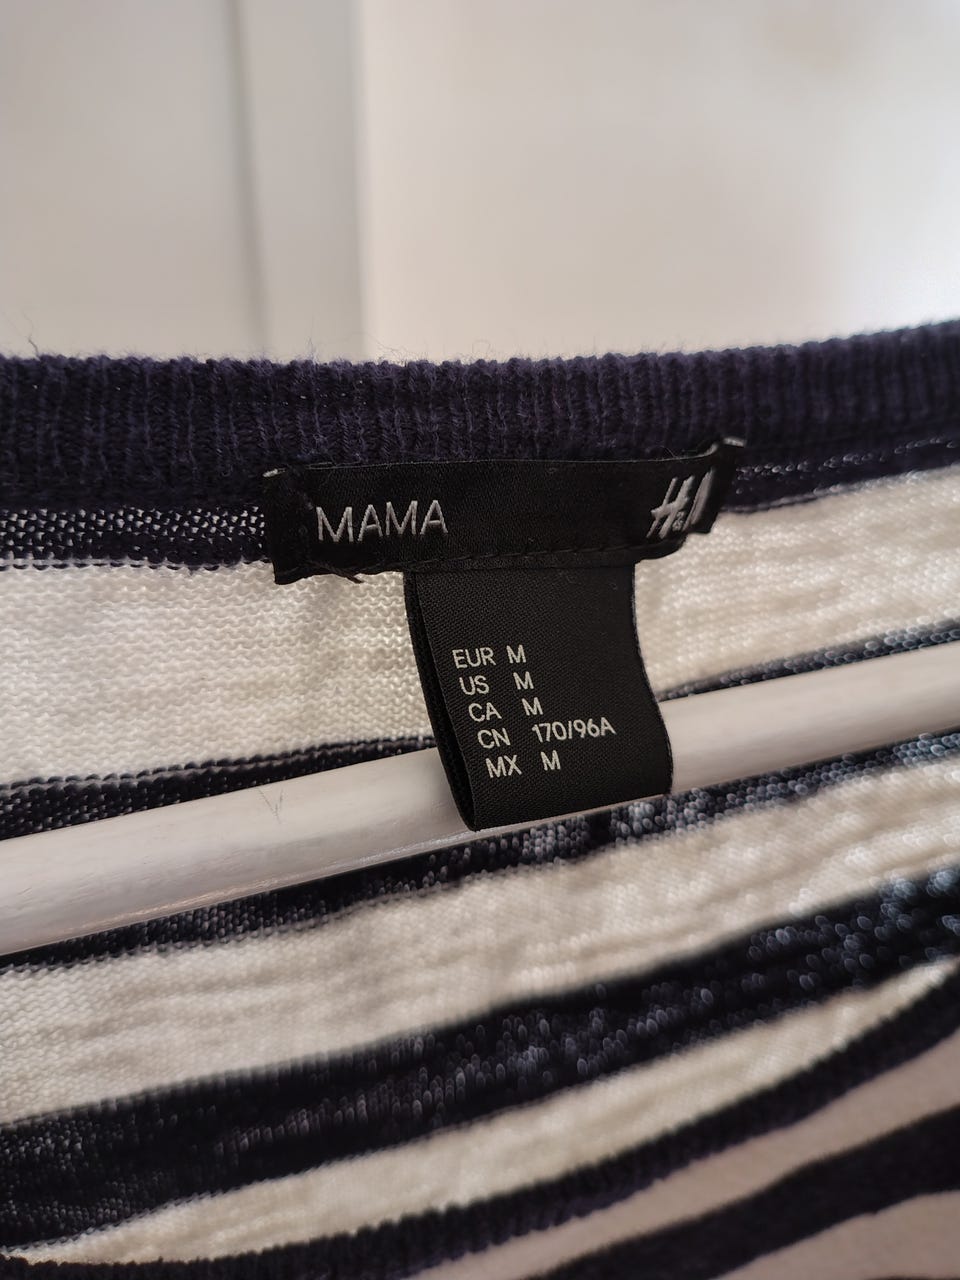 MAMA H&M
EUR M
US M
CA M
CN 170/96A
MX M